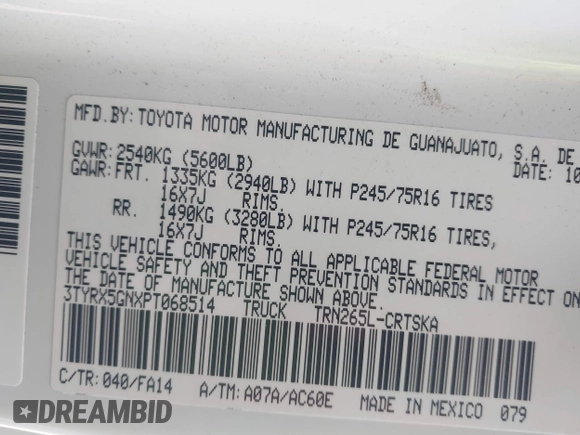 MFD.BY: TOYOTA MOTOR MANUFACTURING DE GUANAJUATO, S.A. DE
GVWR: 2540KG (5600LB) DATE: 10
GAWR: FRT. 1335KG (2940LB) WITH P245/75R16 TIRES
16X7J RIMS.
RR. 1490KG (3280LB) WITH P245/75R16 TIRES,
16X7J RIMS.
THIS VEHICLE CONFORMS TO ALL APPLICABLE FEDERAL MOTOR
VEHICLE SAFETY AND THEFT PREVENTION STANDARDS IN EFFECT ON
THE DATE OF MANUFACTURE SHOWN ABOVE.
3TYRX5GNXPT068514 TRUCK TRN265L-CRTSKA
C/TR: 040/FA14 A/TM: A07A/AC60E MADE IN MEXICO 079
DREAMBID